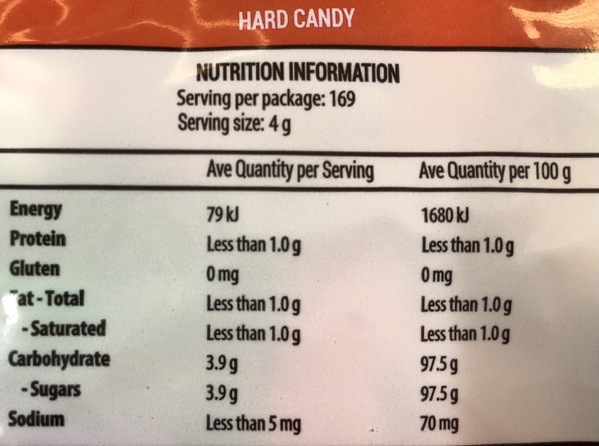 HARD CANDY
NUTRITION INFORMATION
Serving per package: 169
Serving size: 4 g
Ave Quantity per Serving Ave Quantity per 100 g
Energy 79 kJ 1680 kJ
Protein Less than 1.0 g Less than 1.0 g
Gluten 0 mg 0 mg
Fat - Total Less than 1.0 g Less than 1.0 g
- Saturated Less than 1.0 g Less than 1.0 g
Carbohydrate 3.9 g 97.5 g
- Sugars 3.9 g 97.5 g
Sodium Less than 5 mg 70 mg